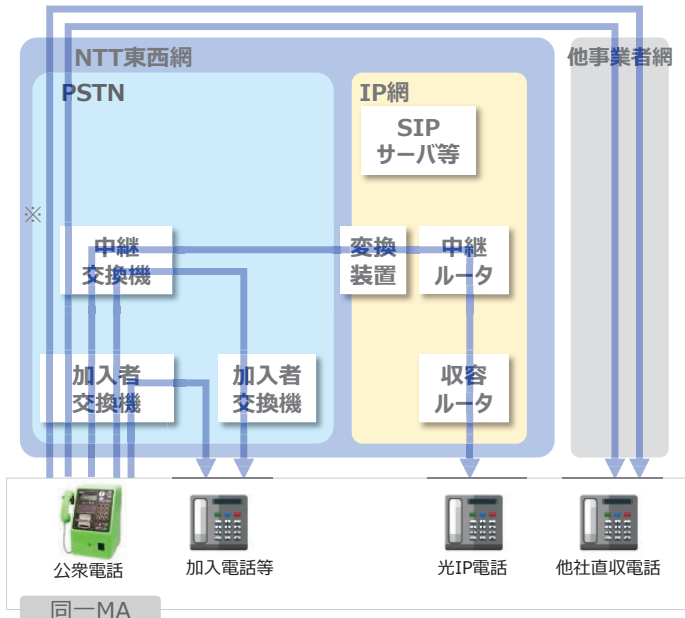 NTT東西網
他事業者網
PSTN
IP網
SIP
サーバ等
※
中継
交換機
変換
装置
中継
ルータ
加入者
交換機
加入者
交換機
収容
ルータ
公衆電話
加入電話等
光IP電話
他社直収電話
同一MA